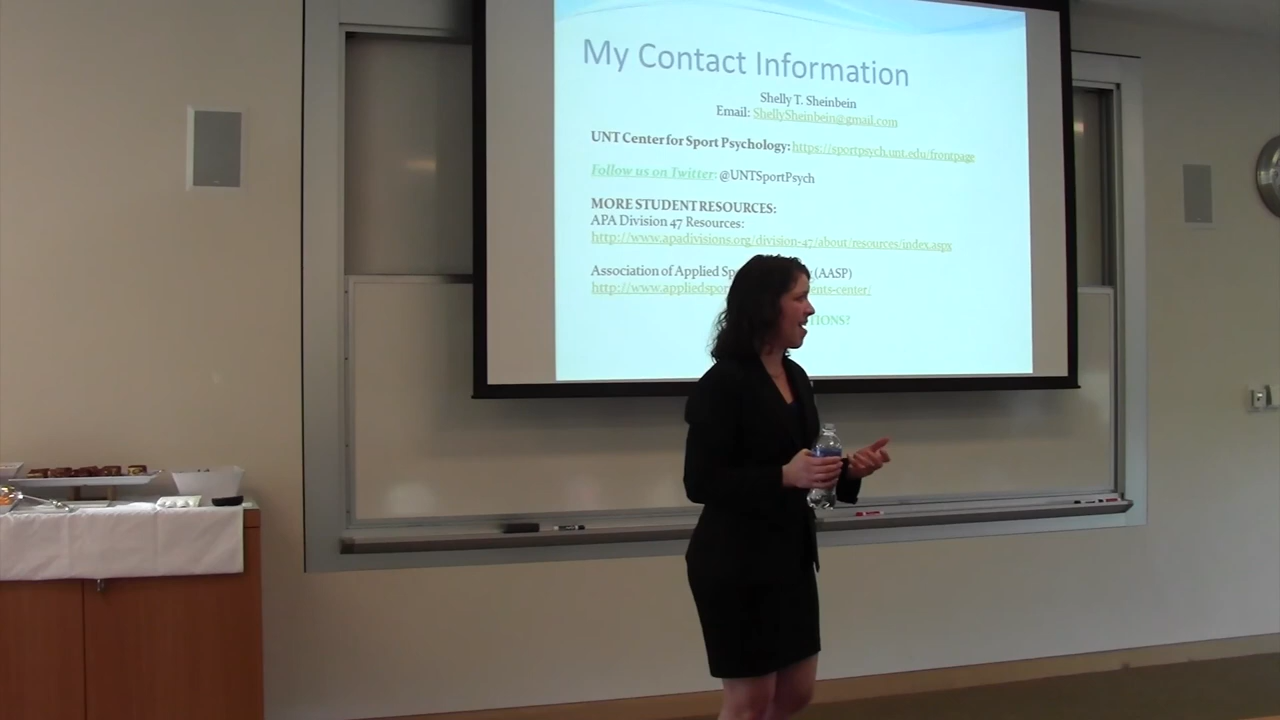 My Contact Information
Shelly T. Sheinbein
Email: ShellySheinbein@gmail.com
UNT Center for Sport Psychology: https://sportpsych.unt.edu/frontpage
Follow us on Twitter: @UNTSportPsych
MORE STUDENT RESOURCES:
APA Division 47 Resources:
http://www.apadivisions.org/division-47/about/resources/index.aspx
Association of Applied (AASP)
http://www.appliedspor ents-center/
TIONS?